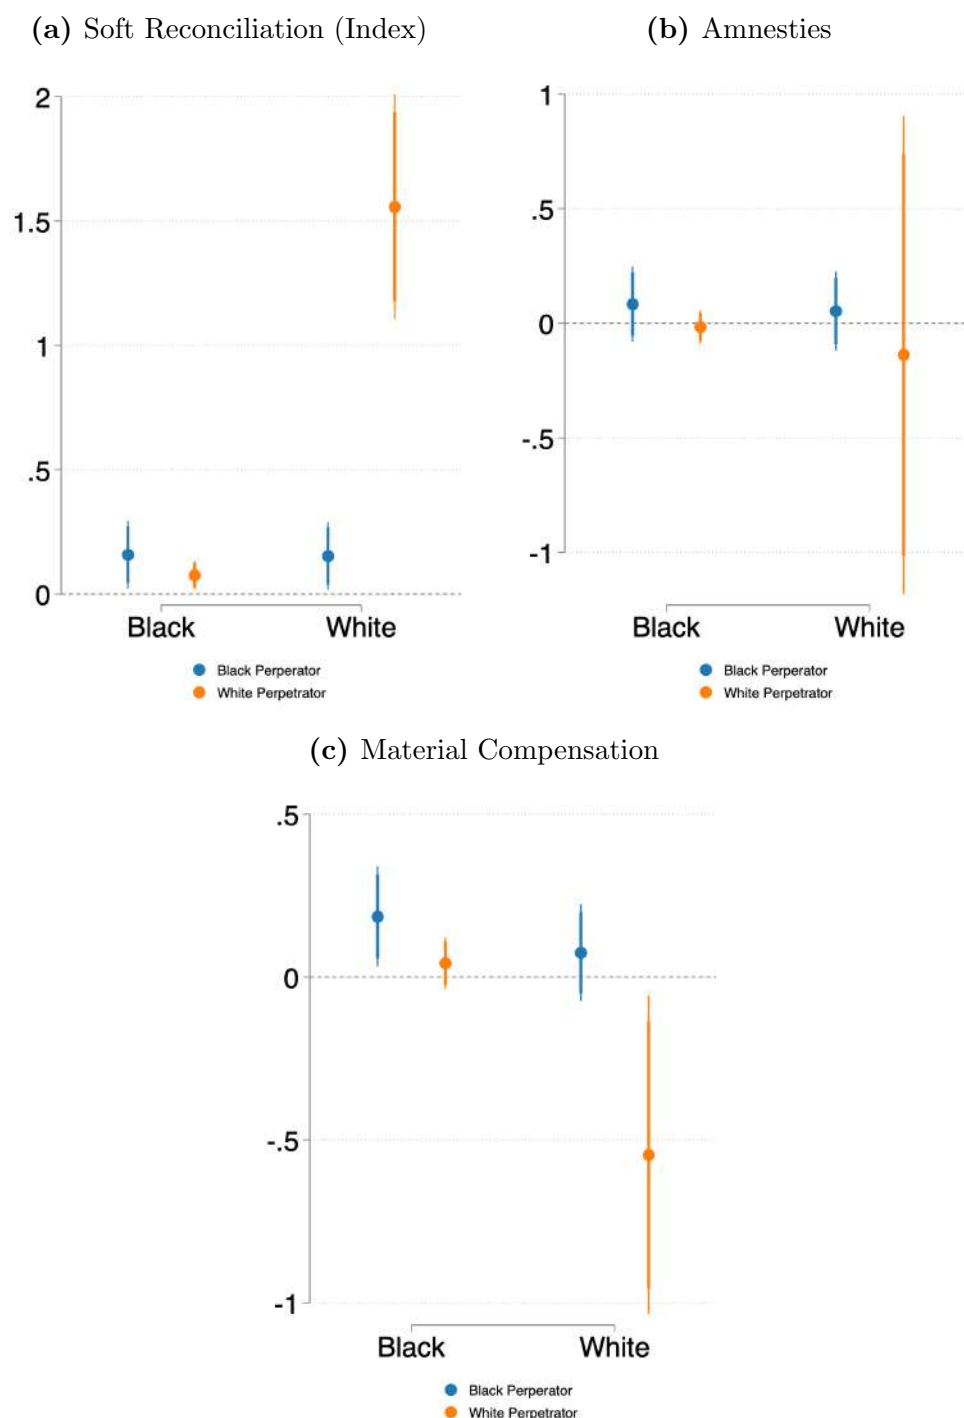 (a) Soft Reconciliation (Index)
2
1.5
1
.5
0
Black White
Black Perperator
White Perpetrator
(b) Amnesties
1
.5
0
-.5
-1
Black White
Black Perperator
White Perpetrator
(c) Material Compensation
.5
0
-.5
-1
Black White
Black Perperator
White Perpetrator